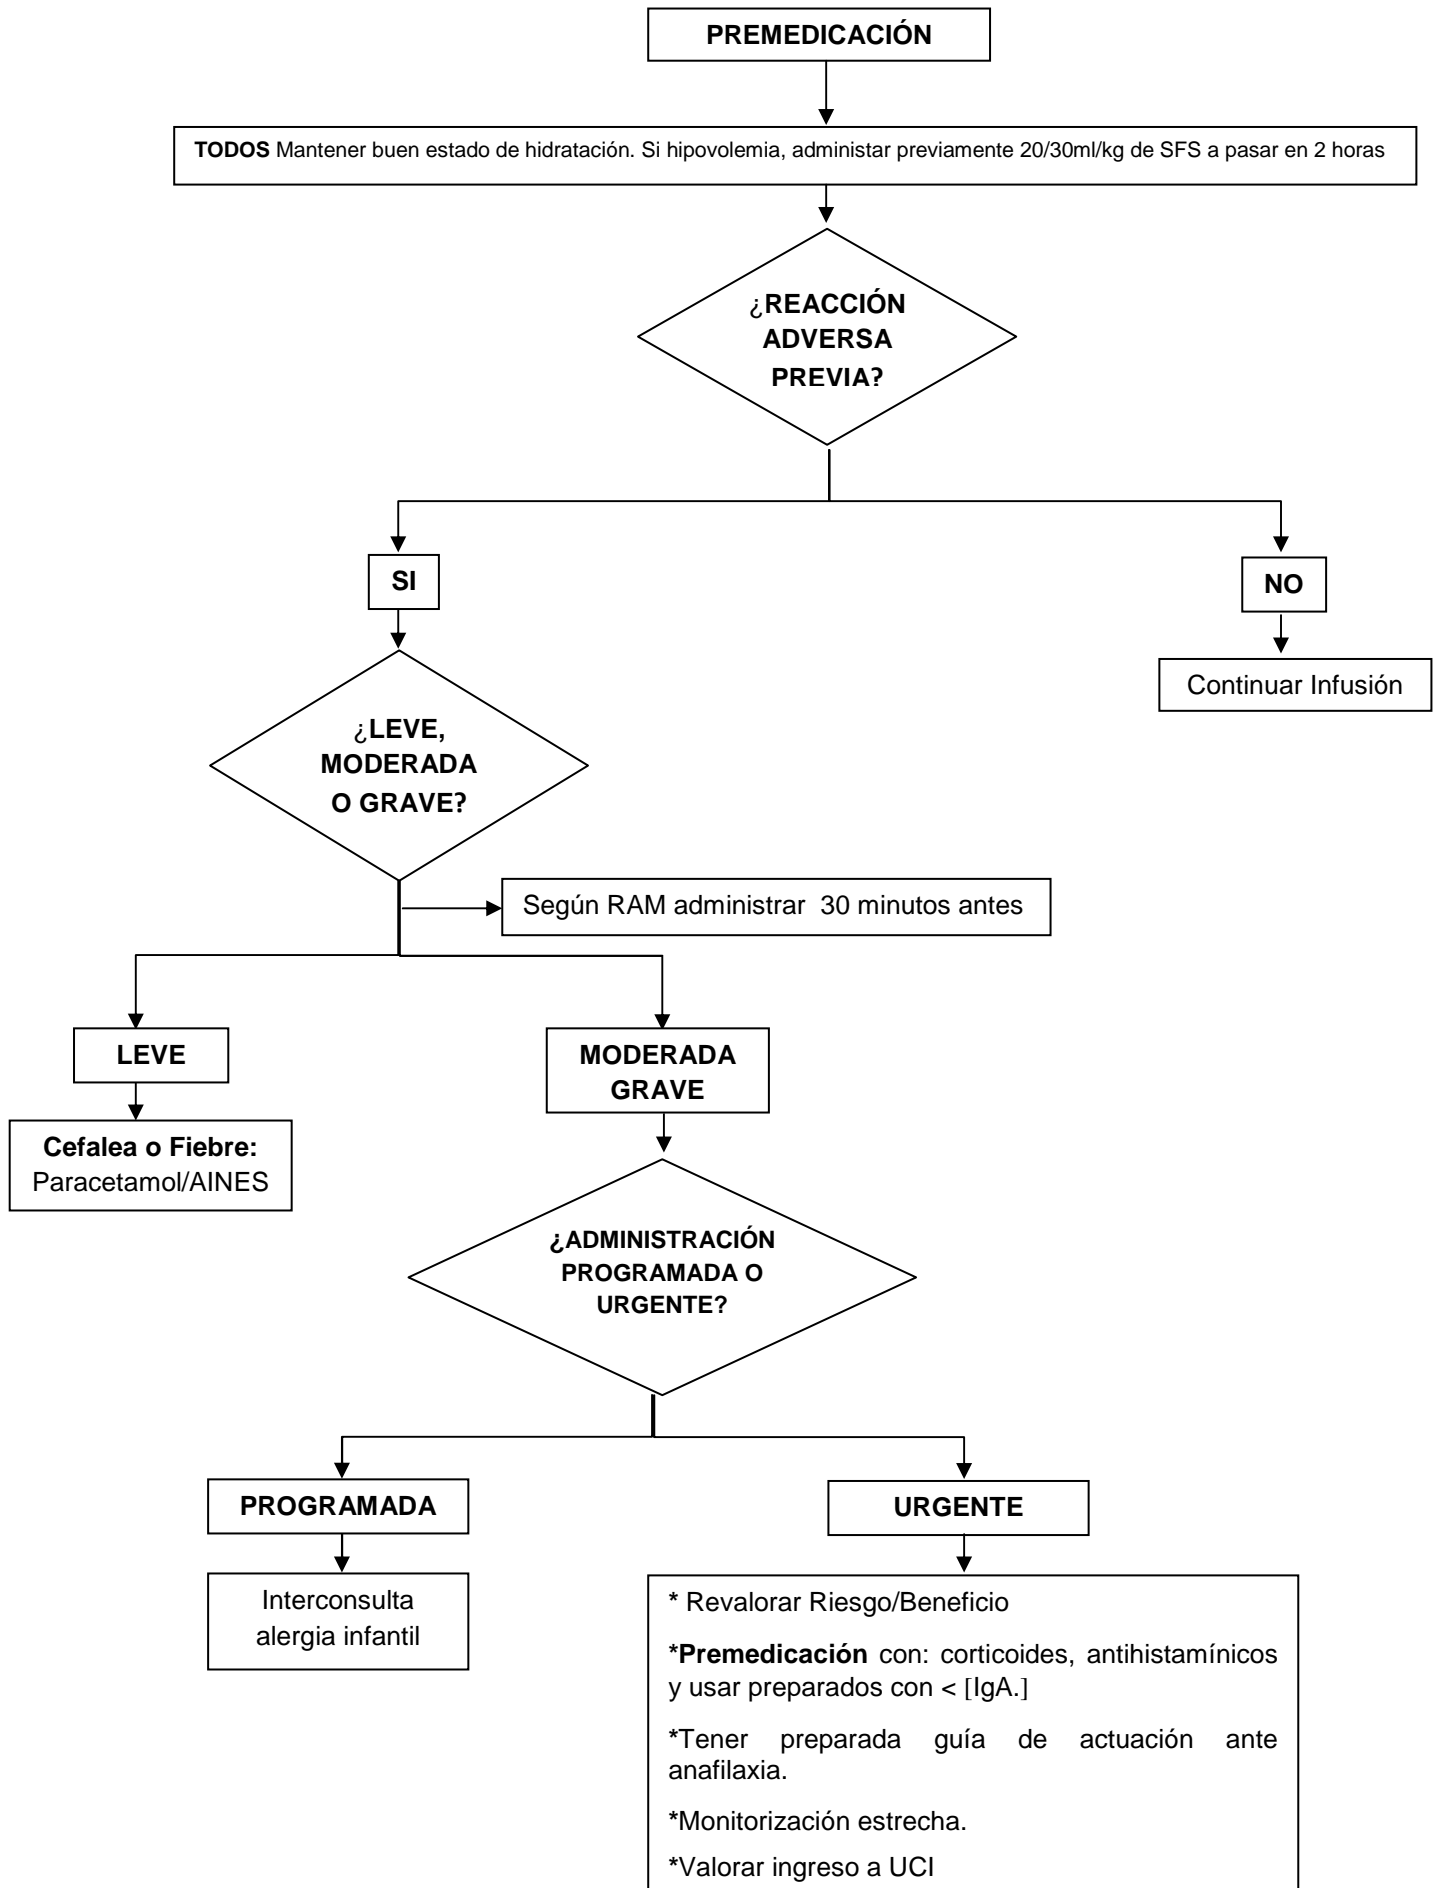 PREMEDICACIÓN
TODOS Mantener buen estado de hidratación. Si hipovolemia, administar previamente 20/30ml/kg de SFS a pasar en 2 horas
¿REACCIÓN
ADVERSA
PREVIA?
SI
NO
Continuar Infusión
¿LEVE,
MODERADA
O GRAVE?
Según RAM administrar 30 minutos antes
LEVE
MODERADA
GRAVE
Cefalea o Fiebre:
Paracetamol/AINES
¿ADMINISTRACIÓN
PROGRAMADA O
URGENTE?
PROGRAMADA
URGENTE
Interconsulta
alergia infantil
* Revalorar Riesgo/Beneficio
*Premedicación con: corticoides, antihistamínicos
y usar preparados con < [IgA.]
*Tener preparada guía de actuación ante
anafilaxia.
*Monitorización estrecha.
*Valorar ingreso a UCI